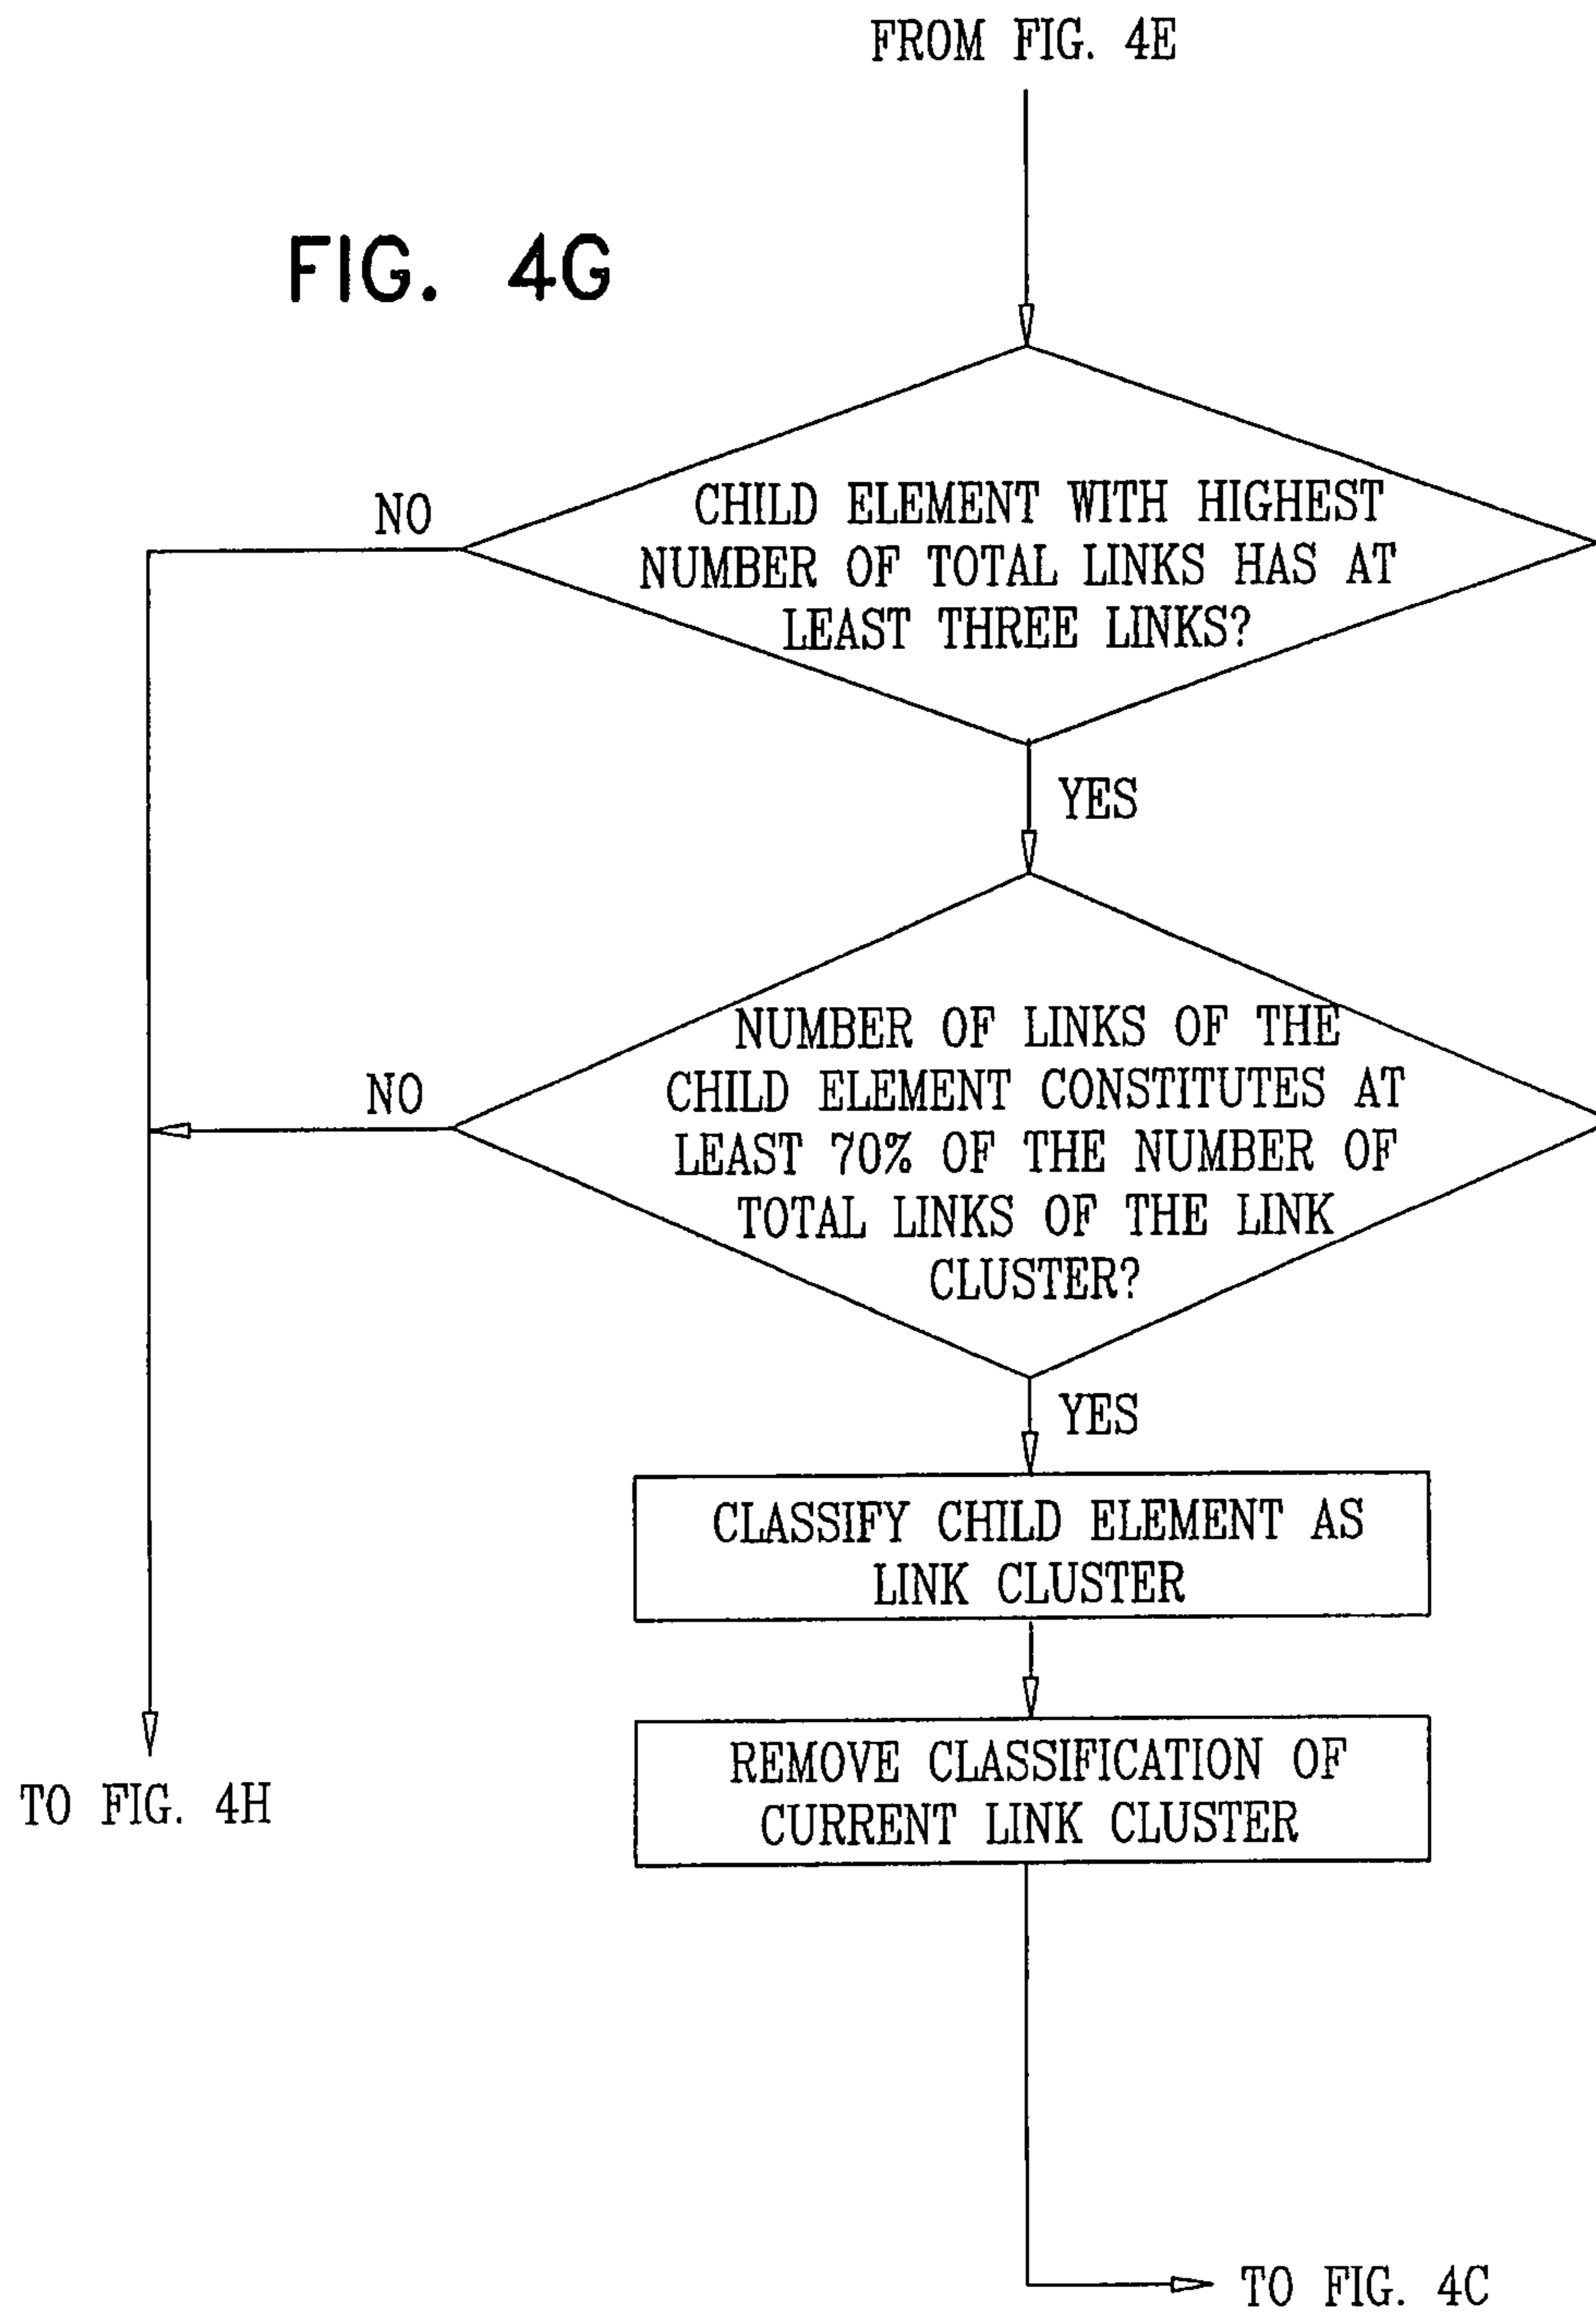 FROM FIG. 4E
FIG. 4G
CHILD ELEMENT WITH HIGHEST
NUMBER OF TOTAL LINKS HAS AT
LEAST THREE LINKS?
NO
YES
NUMBER OF LINKS OF THE
CHILD ELEMENT CONSTITUTES AT
LEAST 70% OF THE NUMBER OF
TOTAL LINKS OF THE LINK
CLUSTER?
NO
YES
CLASSIFY CHILD ELEMENT AS
LINK CLUSTER
REMOVE CLASSIFICATION OF
CURRENT LINK CLUSTER
TO FIG. 4H
TO FIG. 4C